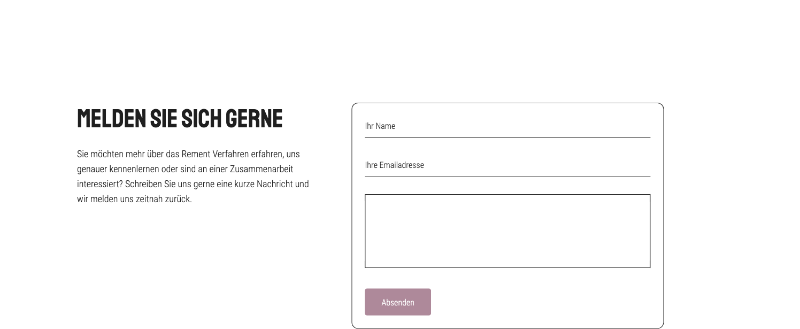 MELDEN SIE SICH GERNE
Sie möchten mehr über das Rement Verfahren erfahren, uns
genauer kennenlernen oder sind an einer Zusammenarbeit
interessiert? Schreiben Sie uns gerne eine kurze Nachricht und
wir melden uns zeitnah zurück.
Ihr Name
Ihre Emailadresse
Absenden